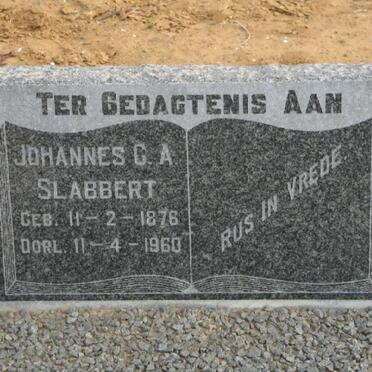 TER GEDAGTENIS AAN
JOHANNES C. A.
SLABBERT
GEB. 11-2-1876
OORL. 11-4-1960
RUS IN VREDE